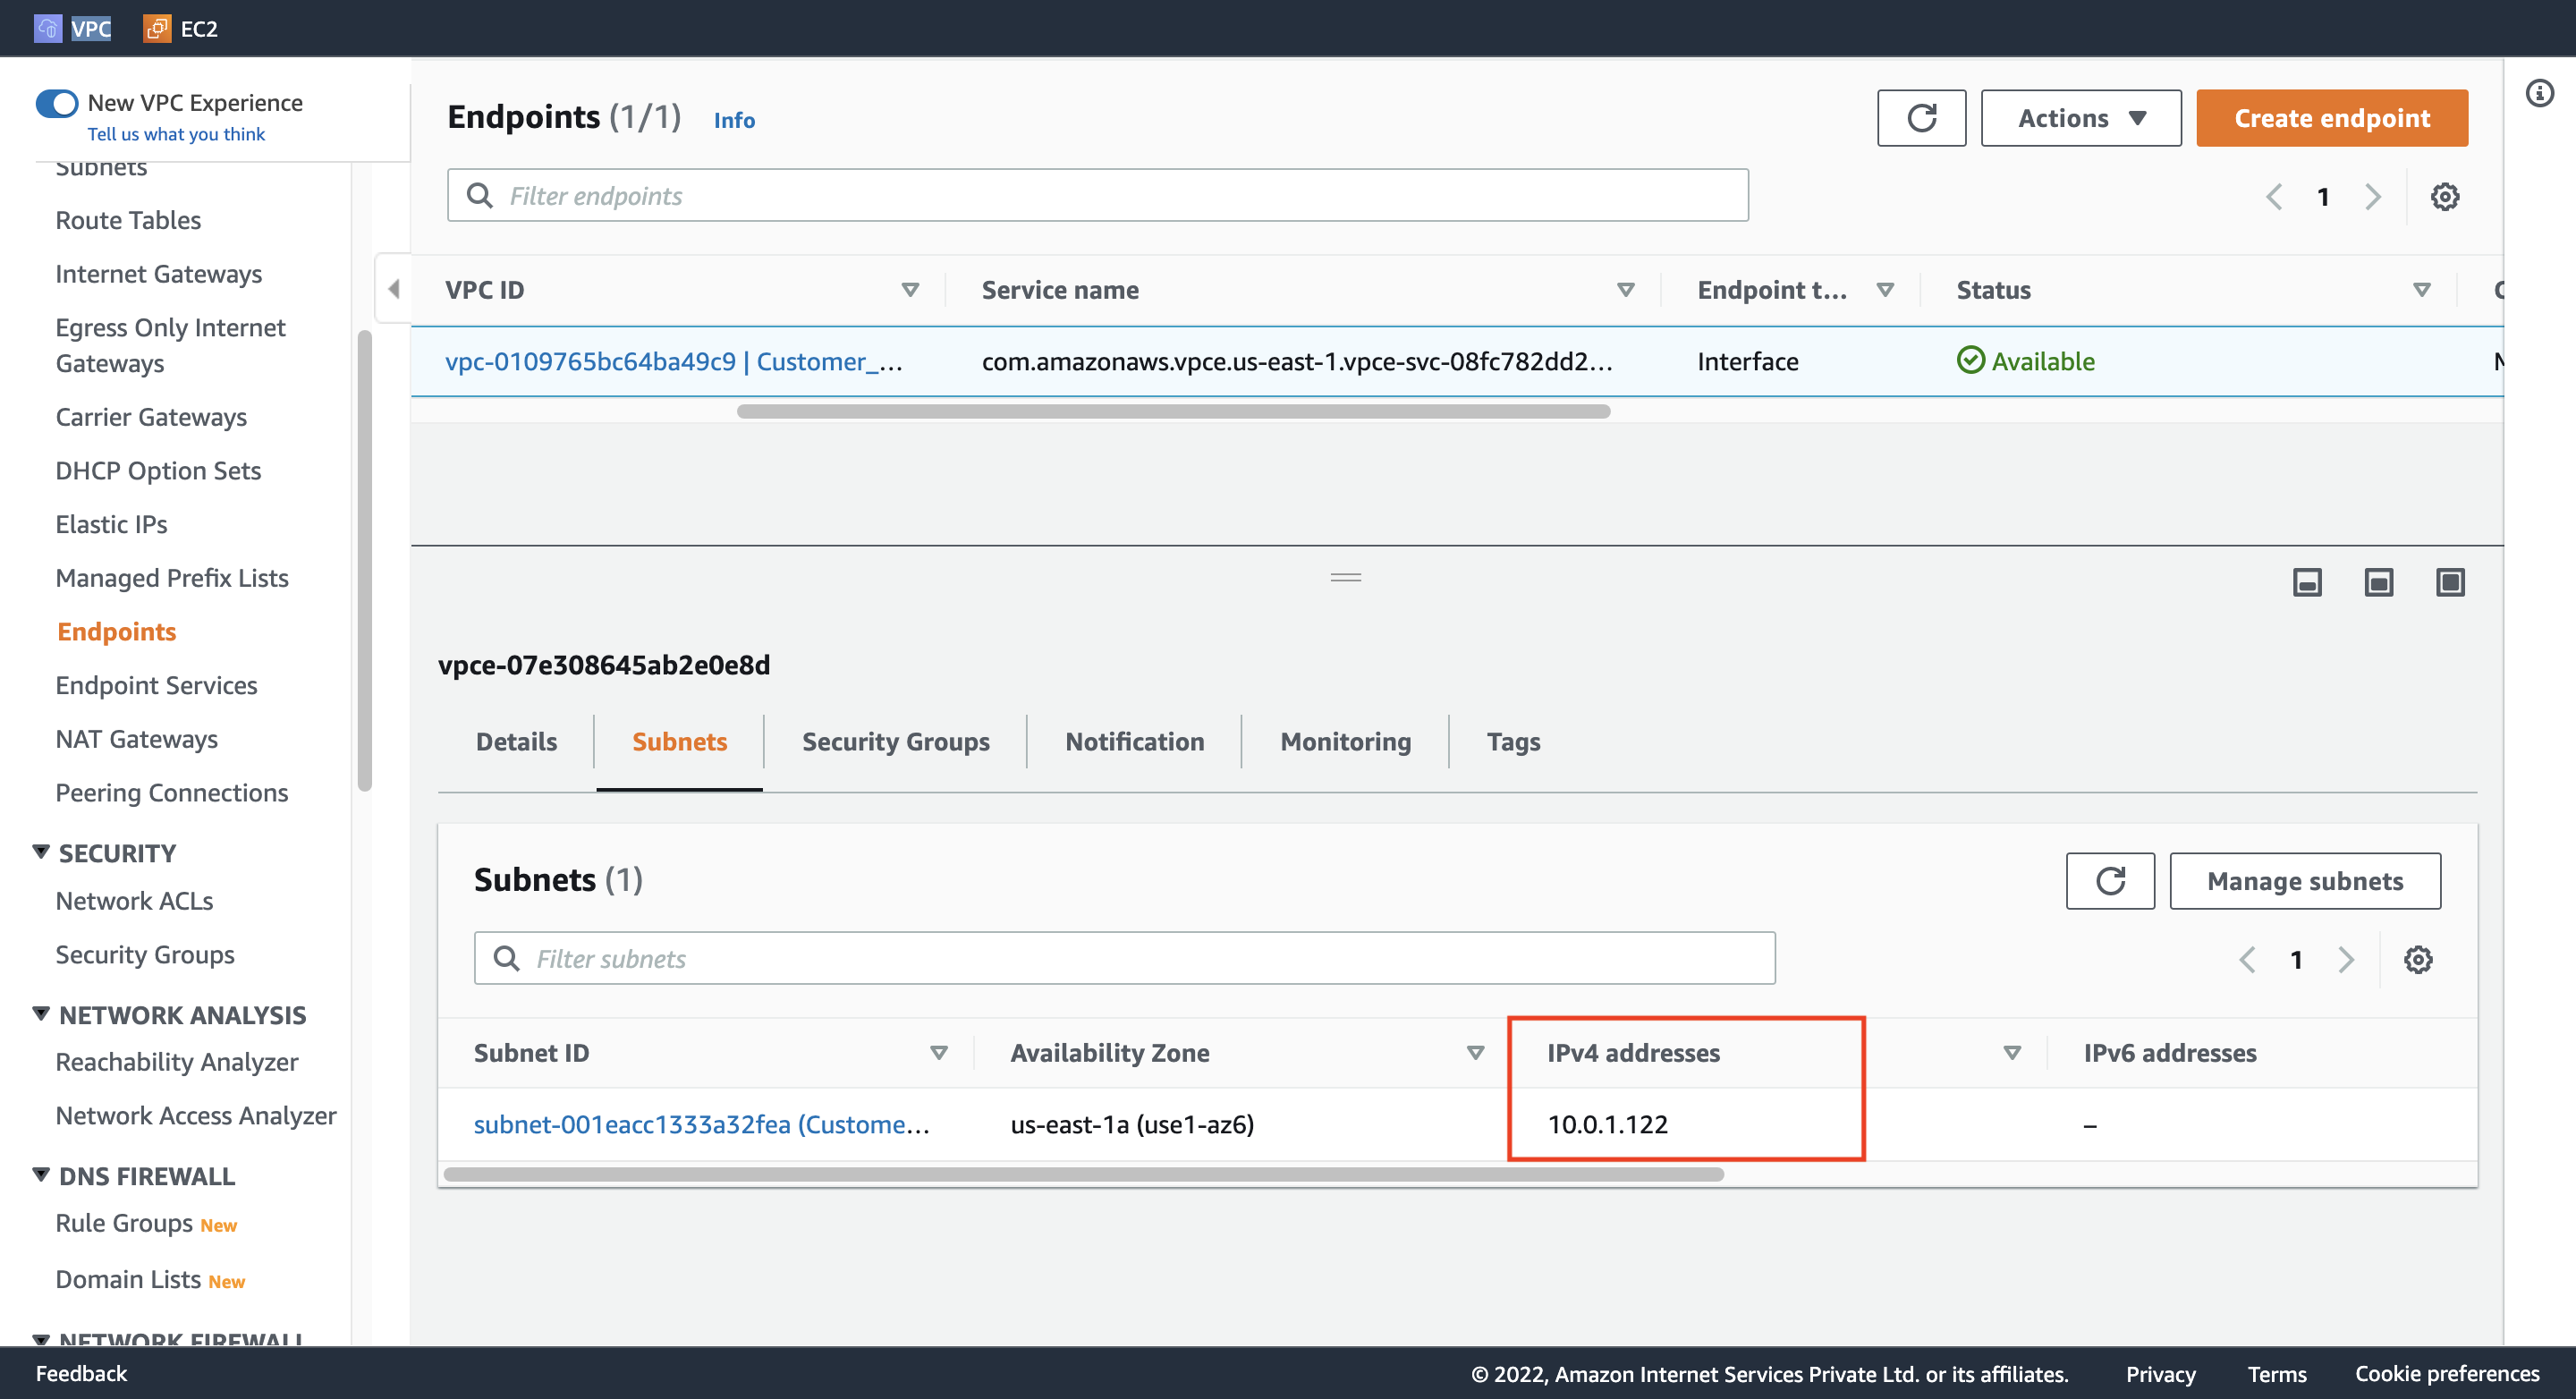 VPC EC2
New VPC Experience
Tell us what you think
Subnets
Route Tables
Internet Gateways
Egress Only Internet
Gateways
Carrier Gateways
DHCP Option Sets
Elastic IPs
Managed Prefix Lists
Endpoints
Endpoint Services
NAT Gateways
Peering Connections
SECURITY
Network ACLs
Security Groups
NETWORK ANALYSIS
Reachability Analyzer
Network Access Analyzer
DNS FIREWALL
Rule Groups New
Domain Lists New
NETWORK FIREWALL
Endpoints (1/1) Info
Actions
Create endpoint
Filter endpoints
1
VPC ID Service name Endpoint t... Status
vpc-0109765bc64ba49c9 | Customer_... com.amazonaws.vpce.us-east-1.vpce-svc-08fc782dd2... Interface Available
vpce-07e308645ab2e0e8d
Details Subnets Security Groups Notification Monitoring Tags
Subnets (1)
Manage subnets
Filter subnets
1
Subnet ID Availability Zone IPv4 addresses IPv6 addresses
subnet-001eacc1333a32fea (Custome... us-east-1a (use1-az6) 10.0.1.122 –
Feedback © 2022, Amazon Internet Services Private Ltd. or its affiliates. Privacy Terms Cookie preferences